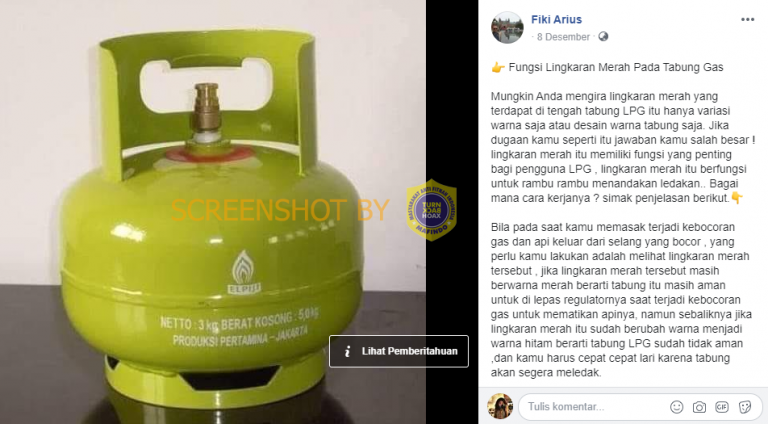 Fiki Arius
8 Desember ·
👉 Fungsi Lingkaran Merah Pada Tabung Gas
Mungkin Anda mengira lingkaran merah yang
terdapat di tengah tabung LPG itu hanya variasi
warna saja atau desain warna tabung saja. Jika
dugaan kamu seperti itu jawaban kamu salah besar !
lingkaran merah itu memiliki fungsi yang penting
bagi pengguna LPG , lingkaran merah itu berfungsi
untuk rambu rambu menandakan ledakan.. Bagai
mana cara kerjanya ? simak penjelasan berikut.👇
Bila pada saat kamu memasak terjadi kebocoran
gas dan api keluar dari selang yang bocor , yang
perlu kamu lakukan adalah melihat lingkaran merah
tersebut , jika lingkaran merah tersebut masih
berwarna merah berarti tabung itu masih aman
untuk di lepas regulatornya saat terjadi kebocoran
gas untuk mematikan apinya, namun sebaliknya jika
lingkaran merah itu sudah berubah warna menjadi
warna hitam berarti tabung LPG sudah tidak aman
,dan kamu harus cepat cepat lari karena tabung
akan segera meledak.
Tulis komentar...
GIF
SCREENSHOT BY
MASYARAKAT ANTI FITNAH INDONESIA
TURN
BACK
HOAX
MAFINDO
ELPIJI
NETTO : 3 kg BERAT KOSONG : 5,0 kg
PRODUKSI PERTAMINA - JAKARTA
i Lihat Pemberitahuan